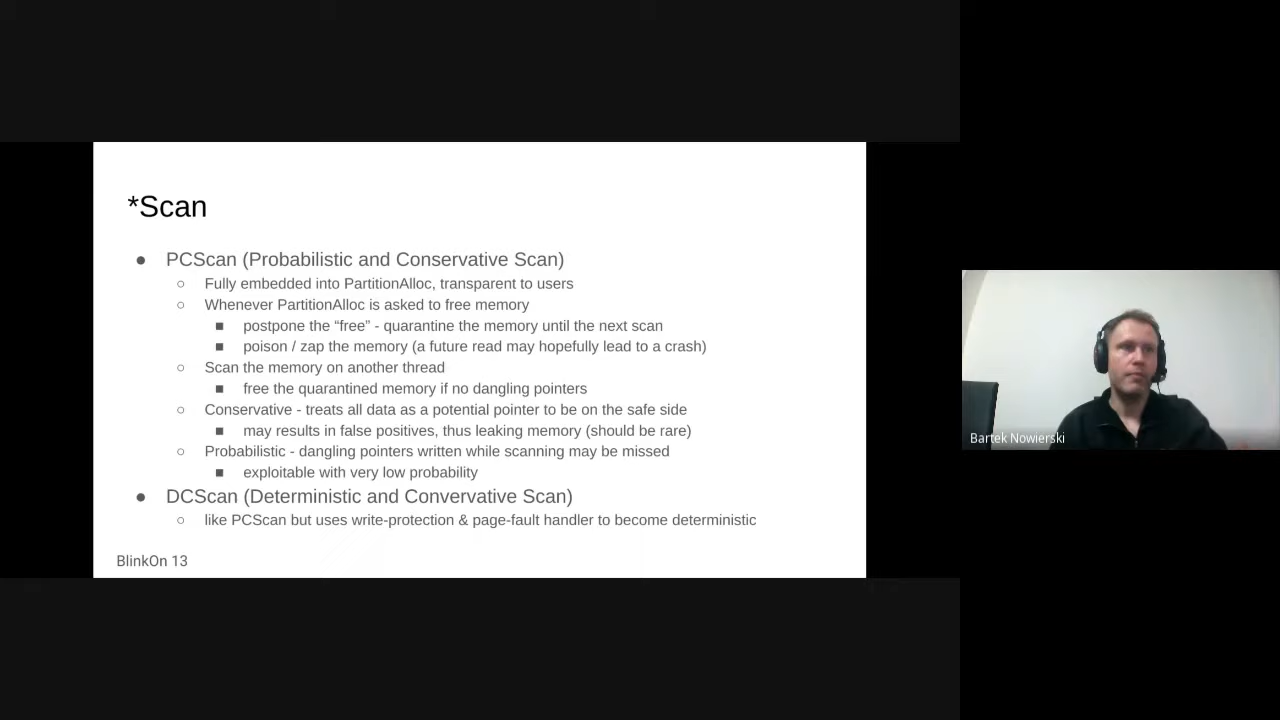 *Scan
● PCScan (Probabilistic and Conservative Scan)
○ Fully embedded into PartitionAlloc, transparent to users
○ Whenever PartitionAlloc is asked to free memory
■ postpone the “free” - quarantine the memory until the next scan
■ poison / zap the memory (a future read may hopefully lead to a crash)
○ Scan the memory on another thread
■ free the quarantined memory if no dangling pointers
○ Conservative - treats all data as a potential pointer to be on the safe side
■ may results in false positives, thus leaking memory (should be rare)
○ Probabilistic - dangling pointers written while scanning may be missed
■ exploitable with very low probability
● DCScan (Deterministic and Convervative Scan)
○ like PCScan but uses write-protection & page-fault handler to become deterministic
BlinkOn 13
Bartek Nowierski